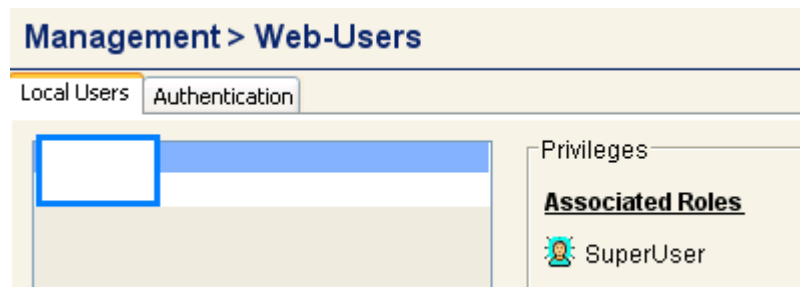 Management > Web-Users
Local Users
Authentication
Privileges
Associated Roles
SuperUser